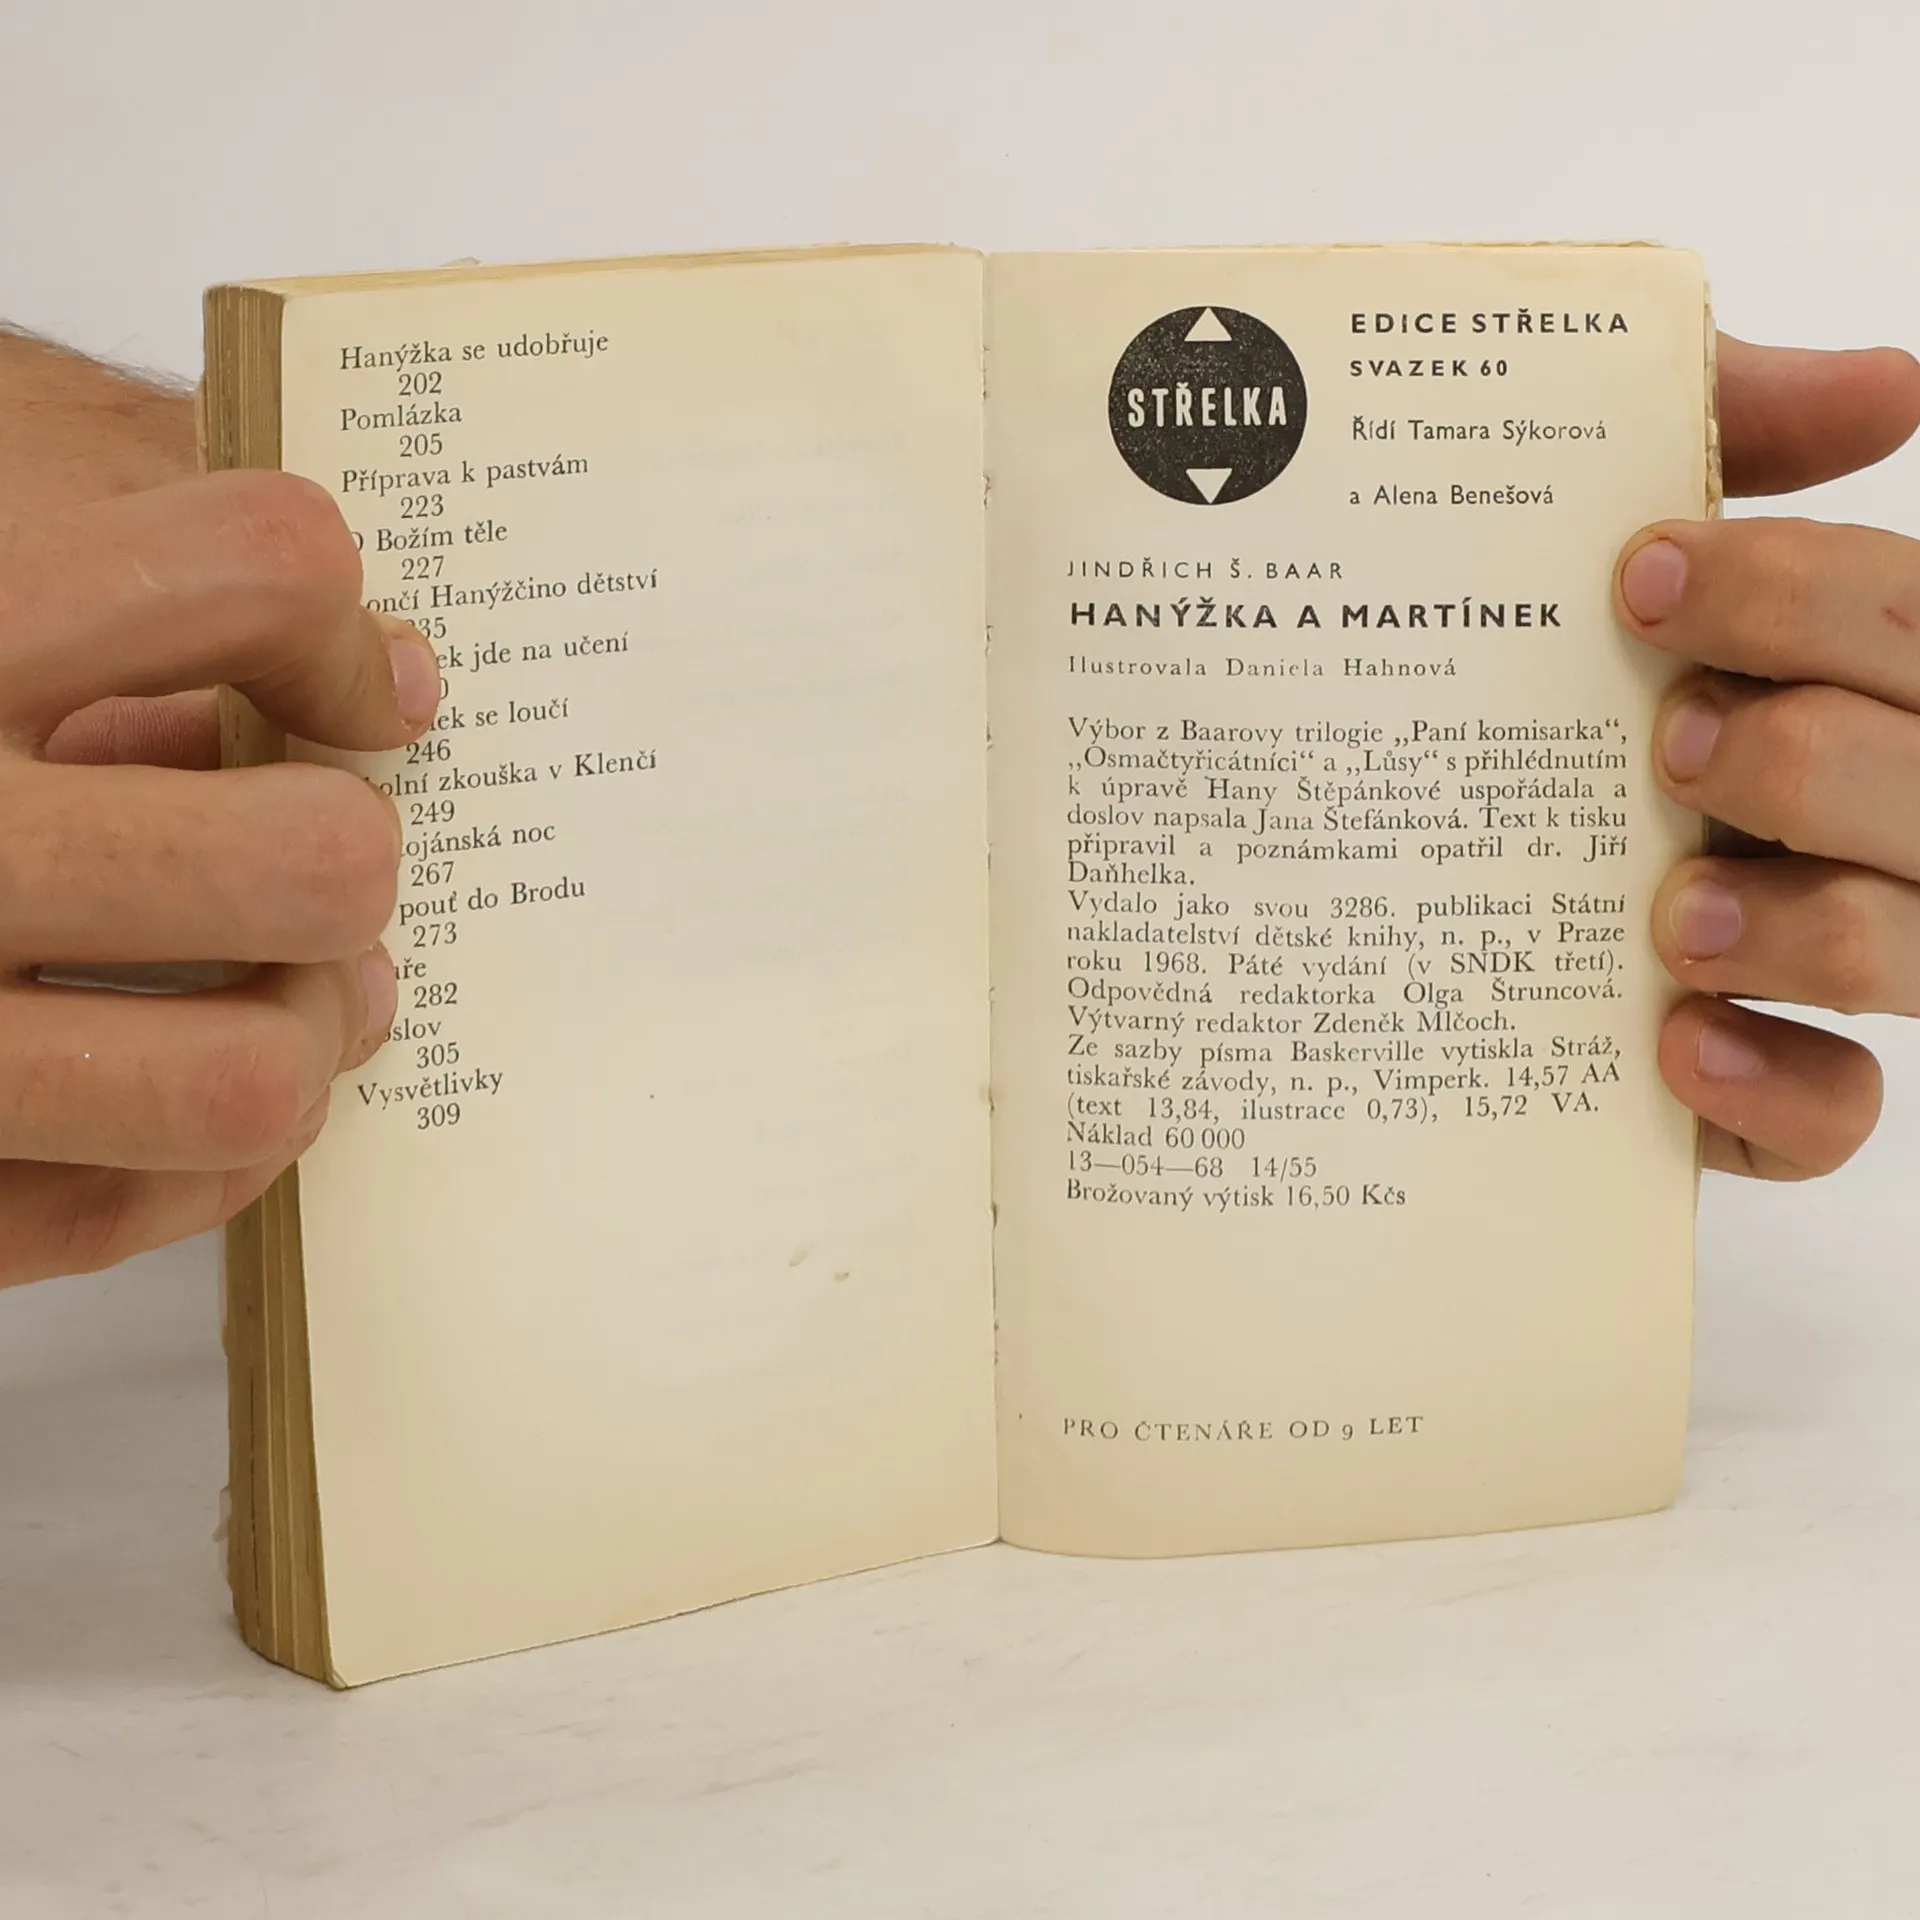 Hanýžka se udobřuje
202
Pomlázka
205
Příprava k pastvám
223
Božím těle
227
Hanýžčino dětství
jde na učení
se loučí
246
zkouška v Klenčí
249
noc
267
pouť do Brodu
273
282
305
Vysvětlivky
309
STŘELKA
EDICE STŘELKA
SVAZEK 60
Řídí Tamara Sýkorová
a Alena Benešová
JINDŘICH Š. BAAR
HANÝŽKA A MARTÍNEK
Ilustrovala Daniela Hahnová
Výbor z Baarovy trilogie „Paní komisarka“,
„Osmačtyřicátníci“ a „Lůsy“ s přihlédnutím
k úpravě Hany Štěpánkové uspořádala a
doslov napsala Jana Štefánková. Text k tisku
připravil a poznámkami opatřil dr. Jiří
Daňhelka.
Vydalo jako svou 3286. publikaci Státní
nakladatelství dětské knihy, n. p., v Praze
roku 1968. Páté vydání (v SNDK třetí).
Odpovědná redaktorka Olga Štruncová.
Výtvarný redaktor Zdeněk Mlčoch.
Ze sazby písma Baskerville vytiskla Stráž,
tiskařské závody, n. p., Vimperk. 14,57 AA
(text 13,84, ilustrace 0,73), 15,72 VA.
Náklad 60 000
13—054—68 14/55
Brožovaný výtisk 16,50 Kčs
PRO ČTENÁŘE OD 9 LET